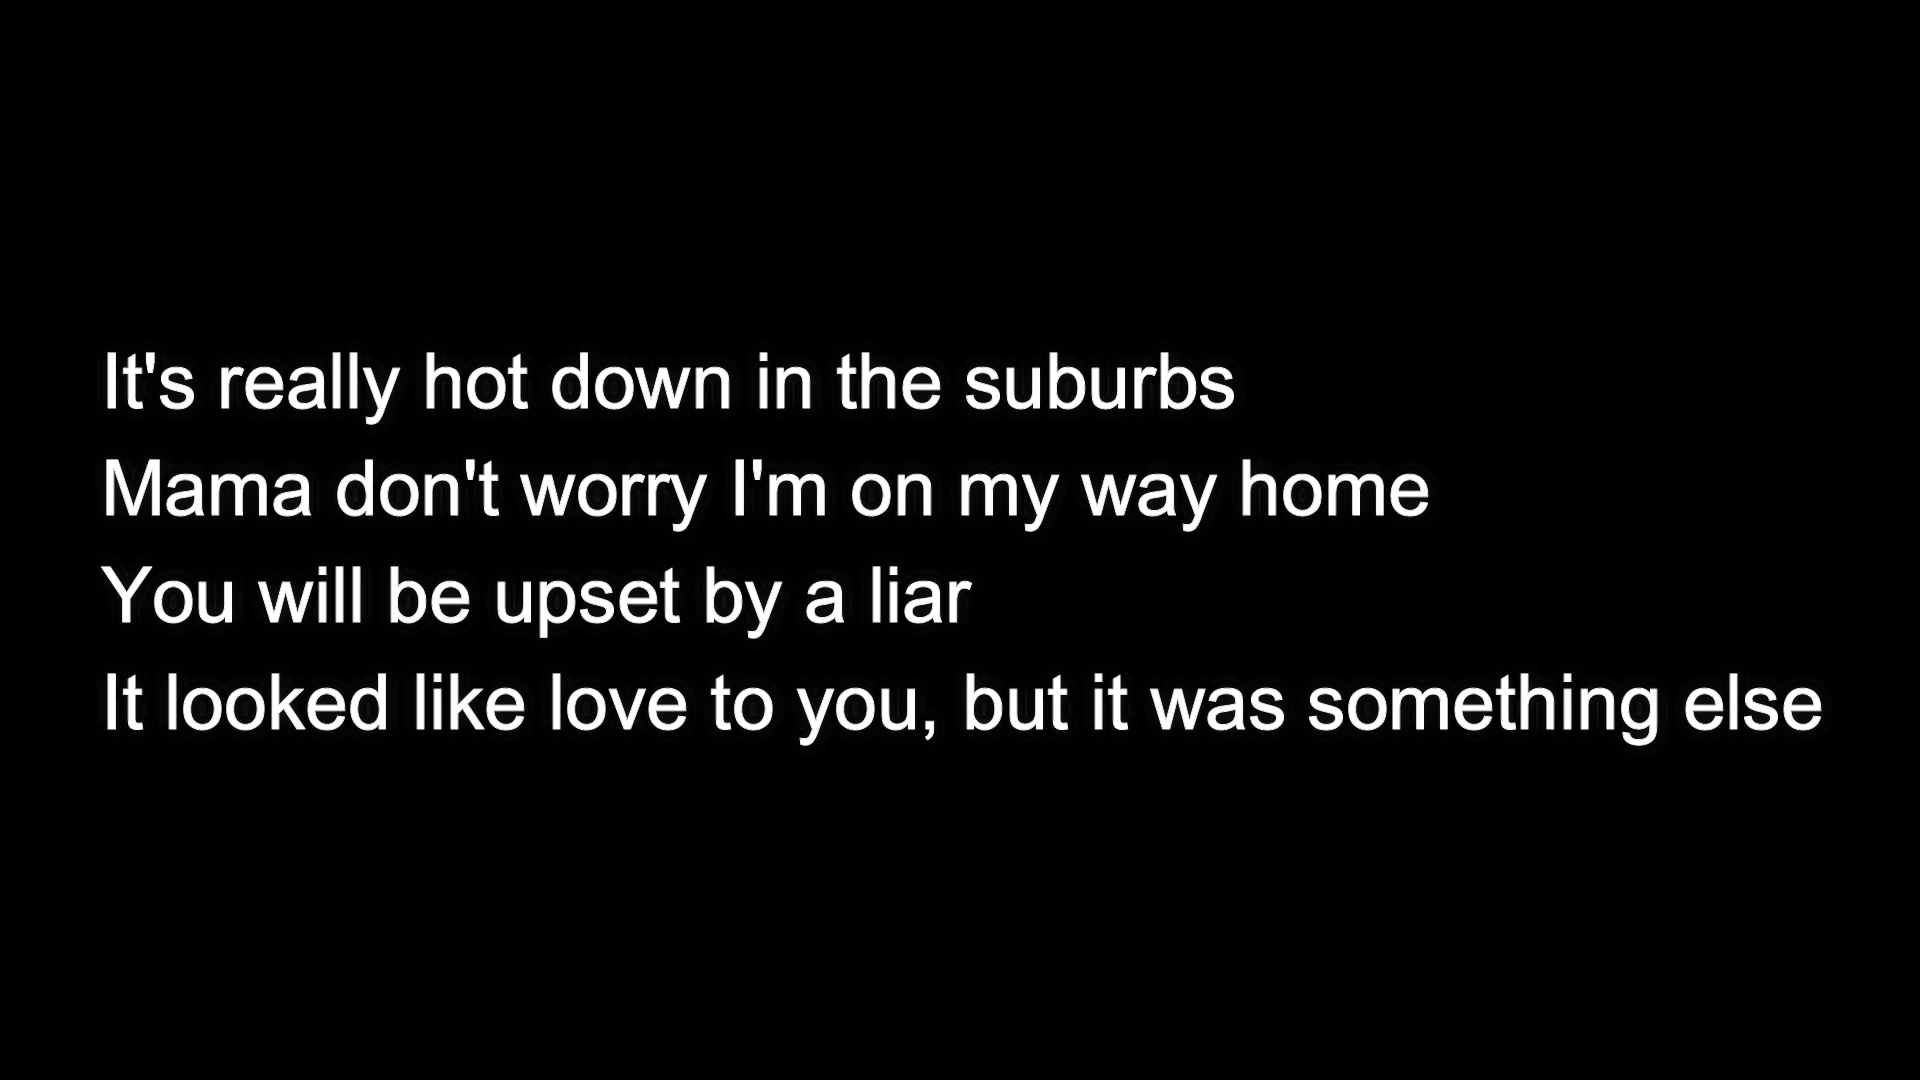 It's really hot down in the suburbs
Mama don't worry I'm on my way home
You will be upset by a liar
It looked like love to you, but it was something else